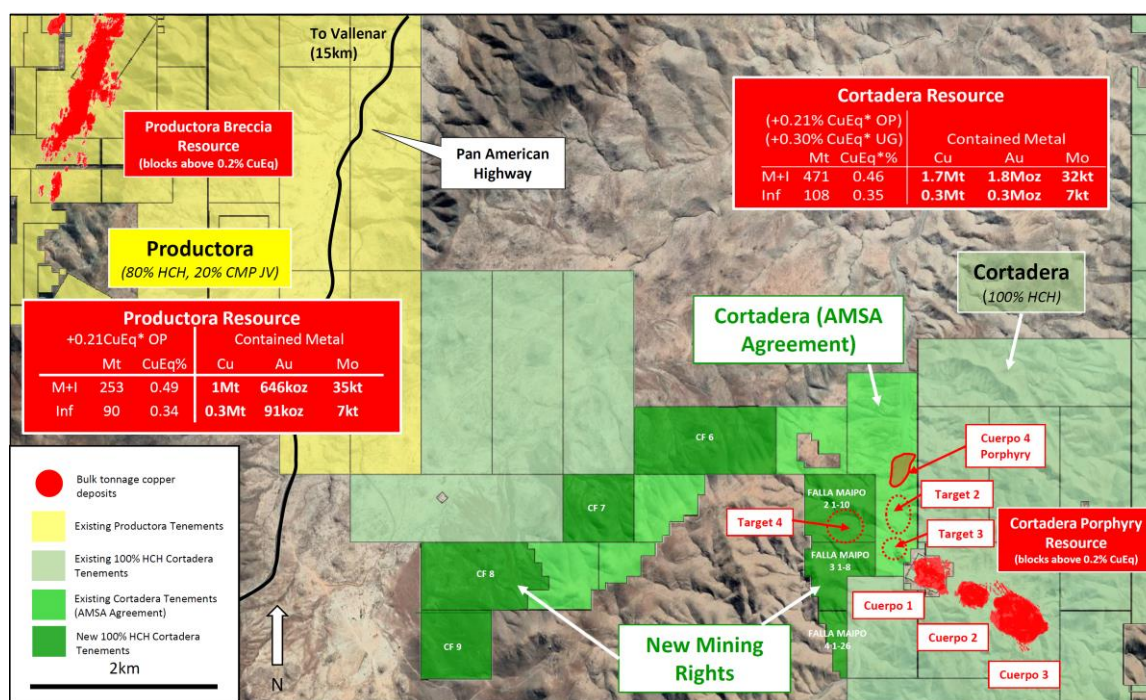 To Vallenar
(15km)
Productora Breccia
Resource
(blocks above 0.2% CuEq)
Pan American
Highway
Cortadera Resource
(+0.21% CuEq* OP)
(+0.30% CuEq* UG) Contained Metal
Mt CuEq*% Cu Au Mo
M+I 471 0.46 1.7Mt 1.8Moz 32kt
Inf 108 0.35 0.3Mt 0.3Moz 7kt
Productora
(80% HCH, 20% CMP JV)
Productora Resource
+0.21CuEq* OP Contained Metal
Mt CuEq% Cu Au Mo
M+I 253 0.49 1Mt 646koz 35kt
Inf 90 0.34 0.3Mt 91koz 7kt
Cortadera
(100% HCH)
Cortadera (AMSA
Agreement)
CF 6
CF 7
CF 8
CF 9
FALLA MAIPO
2 1-10
FALLA MAIPO
3 1-8
FALLA MAIPO
4-1-26
Cuerpo 4
Porphyry
Target 2
Target 3
Target 4
Cortadera Porphyry
Resource
(blocks above 0.2% CuEq)
Cuerpo 1
Cuerpo 2
Cuerpo 3
New Mining
Rights
Bulk tonnage copper
deposits
Existing Productora Tenements
Existing 100% HCH Cortadera
Tenements
Existing Cortadera Tenements
(AMSA Agreement)
New 100% HCH Cortadera
Tenements
2km
N